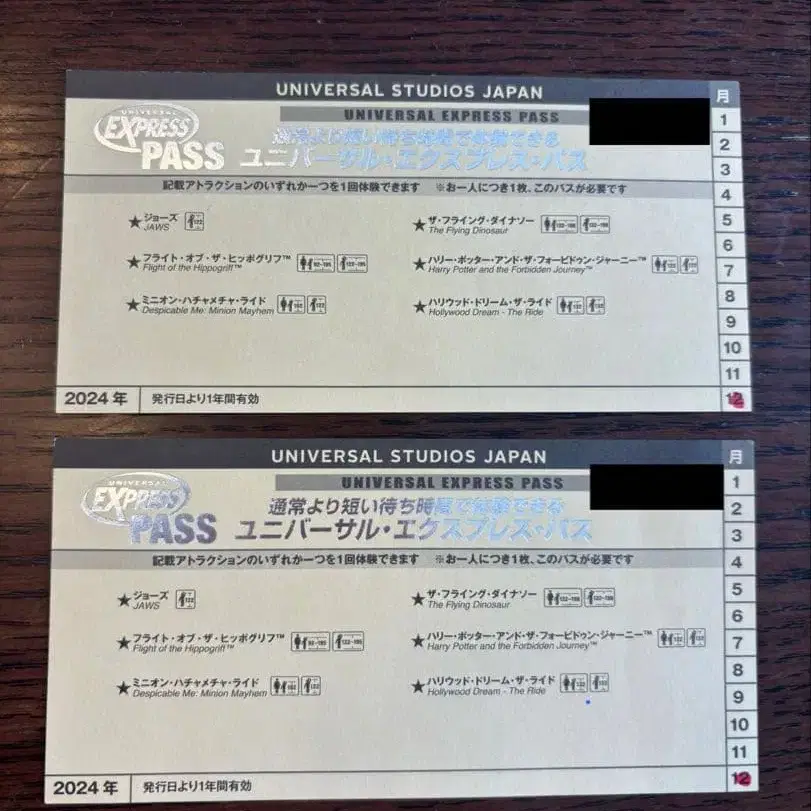 UNIVERSAL STUDIOS JAPAN
月
UNIVERSAL EXPRESS PASS
UNIVERSAL
EXPRESS
PASS
通常より短い待ち時間で体験できる
ユニバーサル・エクスプレス・パス
記載アトラクションのいずれか一つを1回体験できます ※お一人につき1枚、このパスが必要です
★ジョーズ
JAWS
122
★ザ・フライング・ダイナソー
The Flying Dinosaur
★フライト・オブ・ザ・ヒッポグリフ™
Flight of the Hippogriff™
★ハリー・ポッター・アンド・ザ・フォービドゥン・ジャーニー™
Harry Potter and the Forbidden Journey™
★ミニオン・ハチャメチャ・ライド
Despicable Me: Minion Mayhem
★ハリウッド・ドリーム・ザ・ライド
Hollywood Dream - The Ride
1
2
3
4
5
6
7
8
9
10
11
12
2024年 発行日より1年間有効
UNIVERSAL STUDIOS JAPAN
月
UNIVERSAL EXPRESS PASS
UNIVERSAL
EXPRESS
PASS
通常より短い待ち時間で体験できる
ユニバーサル・エクスプレス・パス
記載アトラクションのいずれか一つを1回体験できます ※お一人につき1枚、このパスが必要です
★ジョーズ
JAWS
122
★ザ・フライング・ダイナソー
The Flying Dinosaur
★フライト・オブ・ザ・ヒッポグリフ™
Flight of the Hippogriff™
★ハリー・ポッター・アンド・ザ・フォービドゥン・ジャーニー™
Harry Potter and the Forbidden Journey™
★ミニオン・ハチャメチャ・ライド
Despicable Me: Minion Mayhem
★ハリウッド・ドリーム・ザ・ライド
Hollywood Dream - The Ride
1
2
3
4
5
6
7
8
9
10
11
12
2024年 発行日より1年間有効